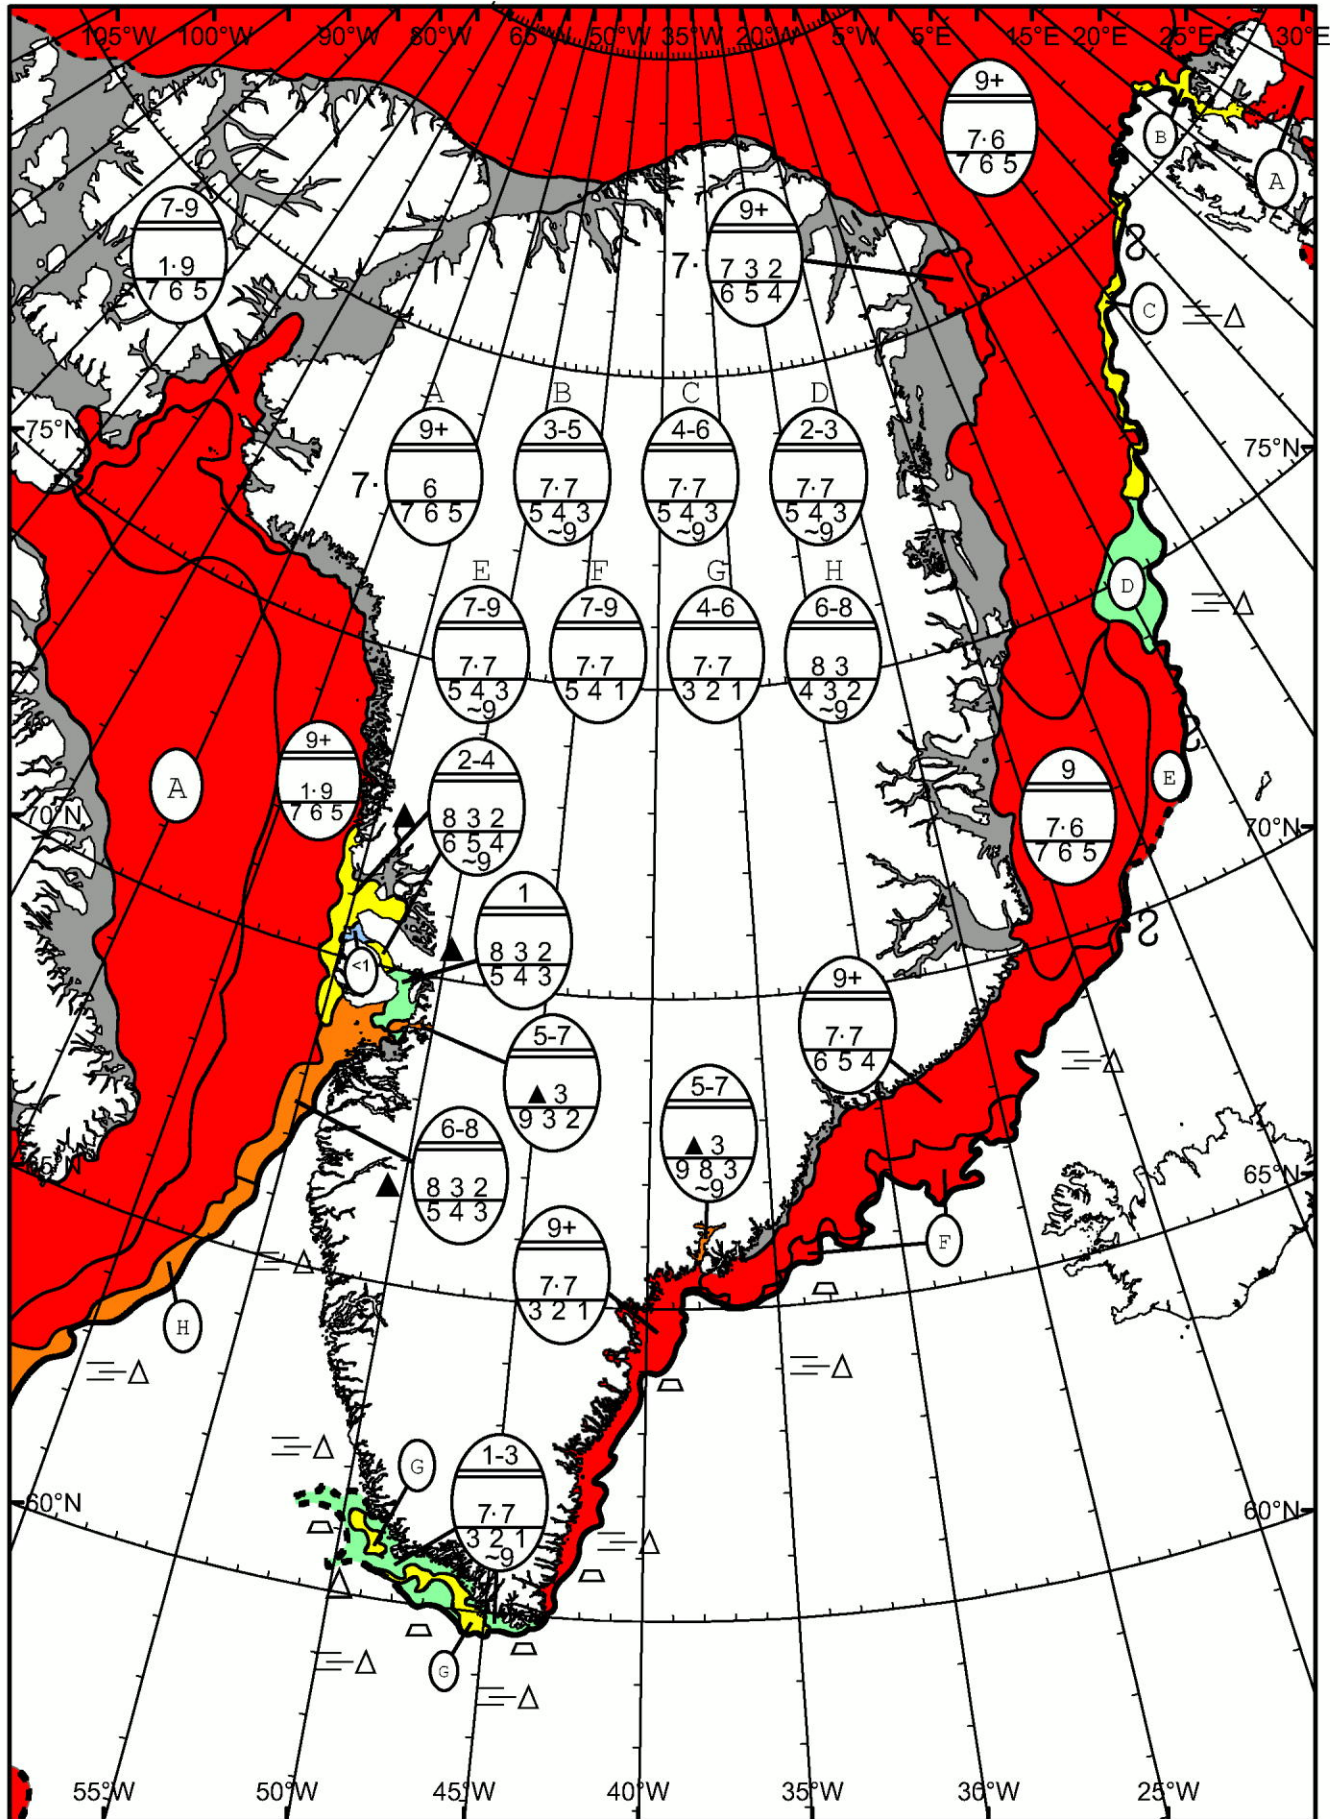 105°W 100°W 90°W 80°W 65°W 50°W 35°W 20°W 5°W 5°E 15°E 20°E 25°E 30°E
9+
7·6
7 6 5
B
A
7-9
1·9
7 6 5
9+
7· 7 3 2
6 5 4
C
75°N
75°N
A B C D
9+ 3-5 4-6 2-3
7· 6 7·7 7·7 7·7
7 6 5 5 4 3 5 4 3 5 4 3
~9 ~9 ~9
D
E F G H
7-9 7-9 4-6 6-8
7·7 7·7 7·7 8 3
5 4 3 5 4 1 3 2 1 4 3 2
~9 ~9
9+
1·9
7 6 5
A
2-4
8 3 2
6 5 4
~9
9
7·6
7 6 5
E
70°N
70°N
1
8 3 2
5 4 3
<1
9+
7·7
6 5 4
5-7
▲ 3
9 3 2
5-7
▲ 3
9 8 3
~9
6-8
8 3 2
5 4 3
65°N
65°N
9+
7·7
3 2 1
F
H
G
1-3
7·7
3 2 1
~9
60°N
60°N
G
55°W 50°W 45°W 40°W 35°W 30°W 25°W